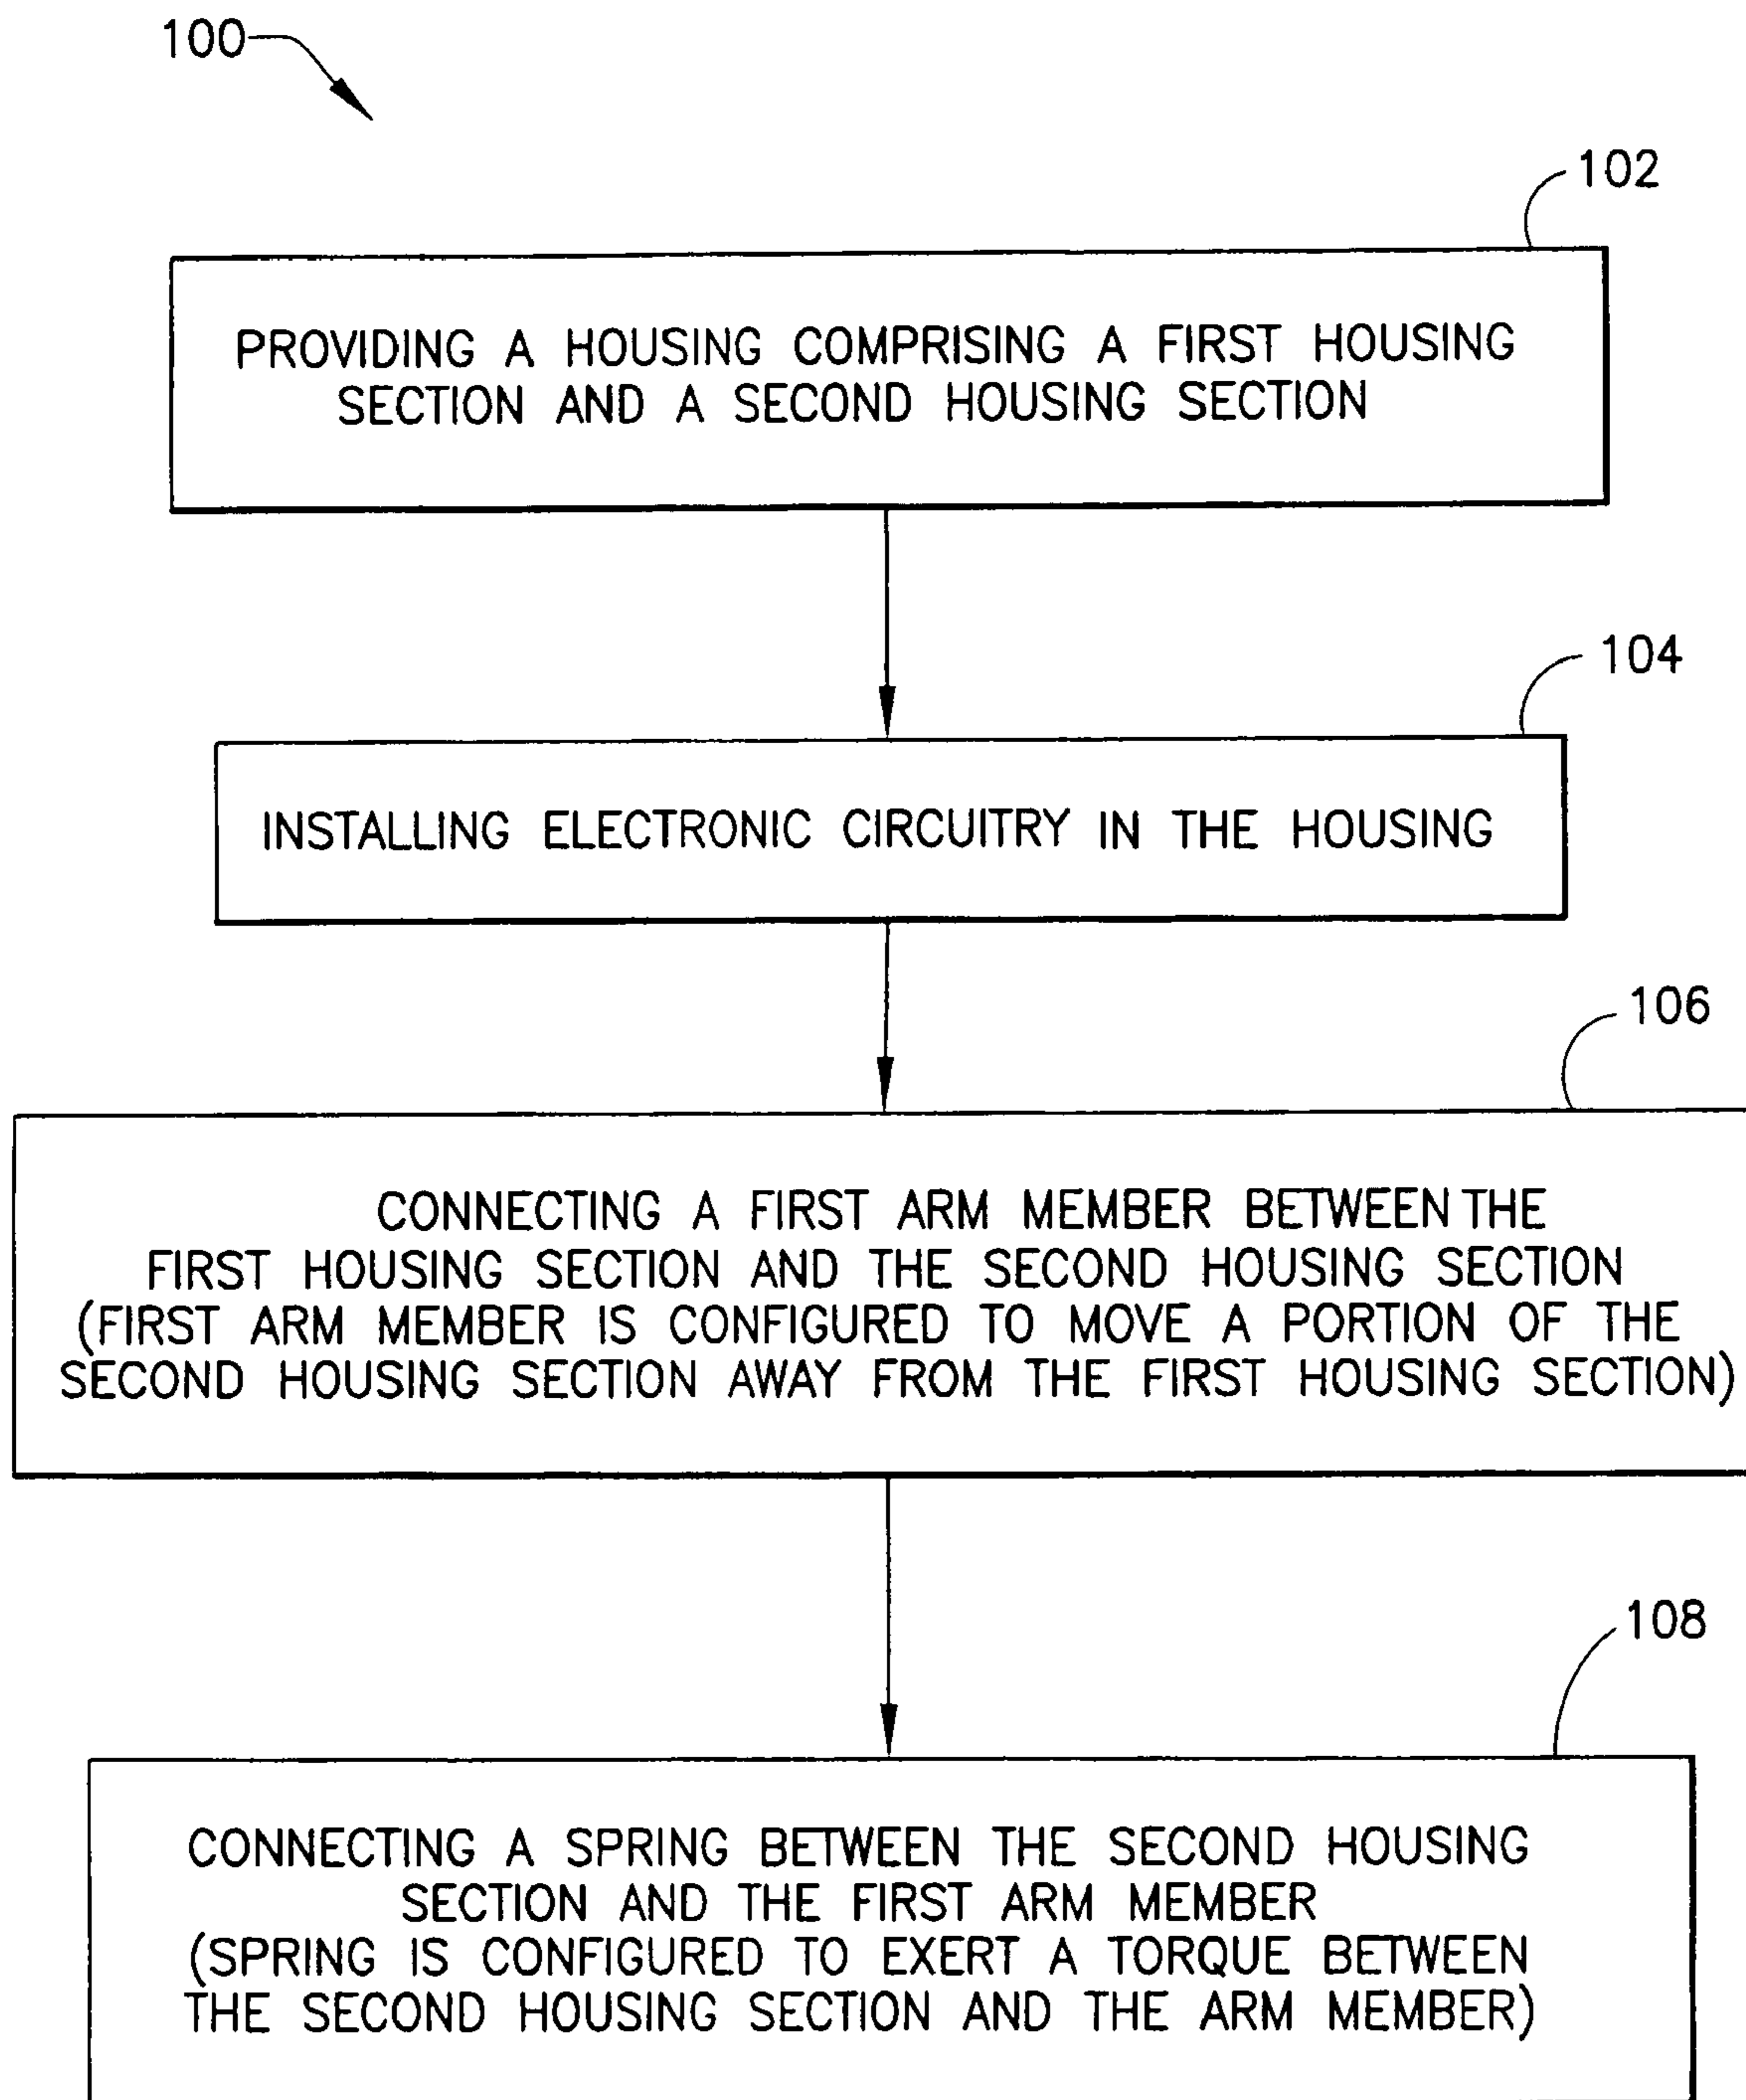 100
102
PROVIDING A HOUSING COMPRISING A FIRST HOUSING
SECTION AND A SECOND HOUSING SECTION
104
INSTALLING ELECTRONIC CIRCUITRY IN THE HOUSING
106
CONNECTING A FIRST ARM MEMBER BETWEEN THE
FIRST HOUSING SECTION AND THE SECOND HOUSING SECTION
(FIRST ARM MEMBER IS CONFIGURED TO MOVE A PORTION OF THE
SECOND HOUSING SECTION AWAY FROM THE FIRST HOUSING SECTION)
108
CONNECTING A SPRING BETWEEN THE SECOND HOUSING
SECTION AND THE FIRST ARM MEMBER
(SPRING IS CONFIGURED TO EXERT A TORQUE BETWEEN
THE SECOND HOUSING SECTION AND THE ARM MEMBER)